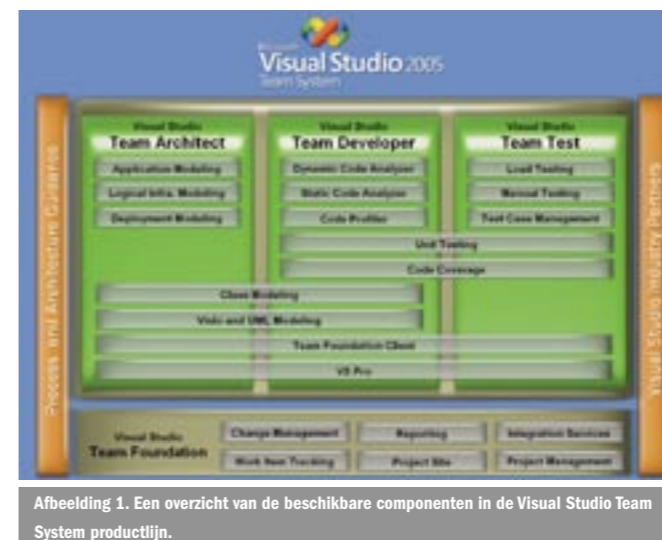 Microsoft
Visual Studio 2005
Team System
Process and Architecture Guidance
Visual Studio Industry Partners
Visual Studio
Team Architect
Application Modeling
Logical Infra. Modeling
Deployment Modeling
Visual Studio
Team Developer
Dynamic Code Analyzer
Static Code Analyzer
Code Profiler
Visual Studio
Team Test
Load Testing
Manual Testing
Test Case Management
Unit Testing
Code Coverage
Class Modeling
Visio and UML Modeling
Team Foundation Client
VS Pro
Visual Studio
Team Foundation
Change Management
Reporting
Integration Services
Work Item Tracking
Project Site
Project Management
Afbeelding 1. Een overzicht van de beschikbare componenten in de Visual Studio Team
System productlijn.